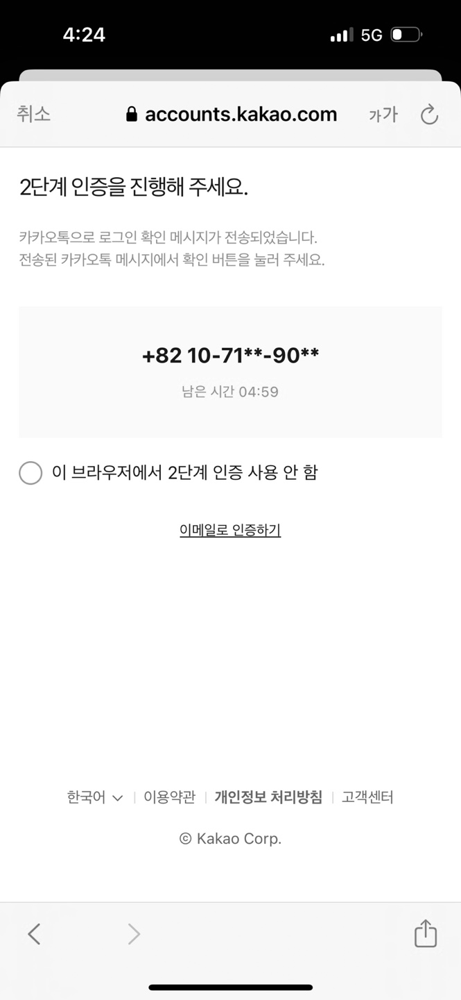 4:24 5G
취소 accounts.kakao.com 가가
2단계 인증을 진행해 주세요.
카카오톡으로 로그인 확인 메시지가 전송되었습니다.
전송된 카카오톡 메시지에서 확인 버튼을 눌러 주세요.
+82 10-71**-90**
남은 시간 04:59
이 브라우저에서 2단계 인증 사용 안 함
이메일로 인증하기
한국어 이용약관 개인정보 처리방침 고객센터
© Kakao Corp.